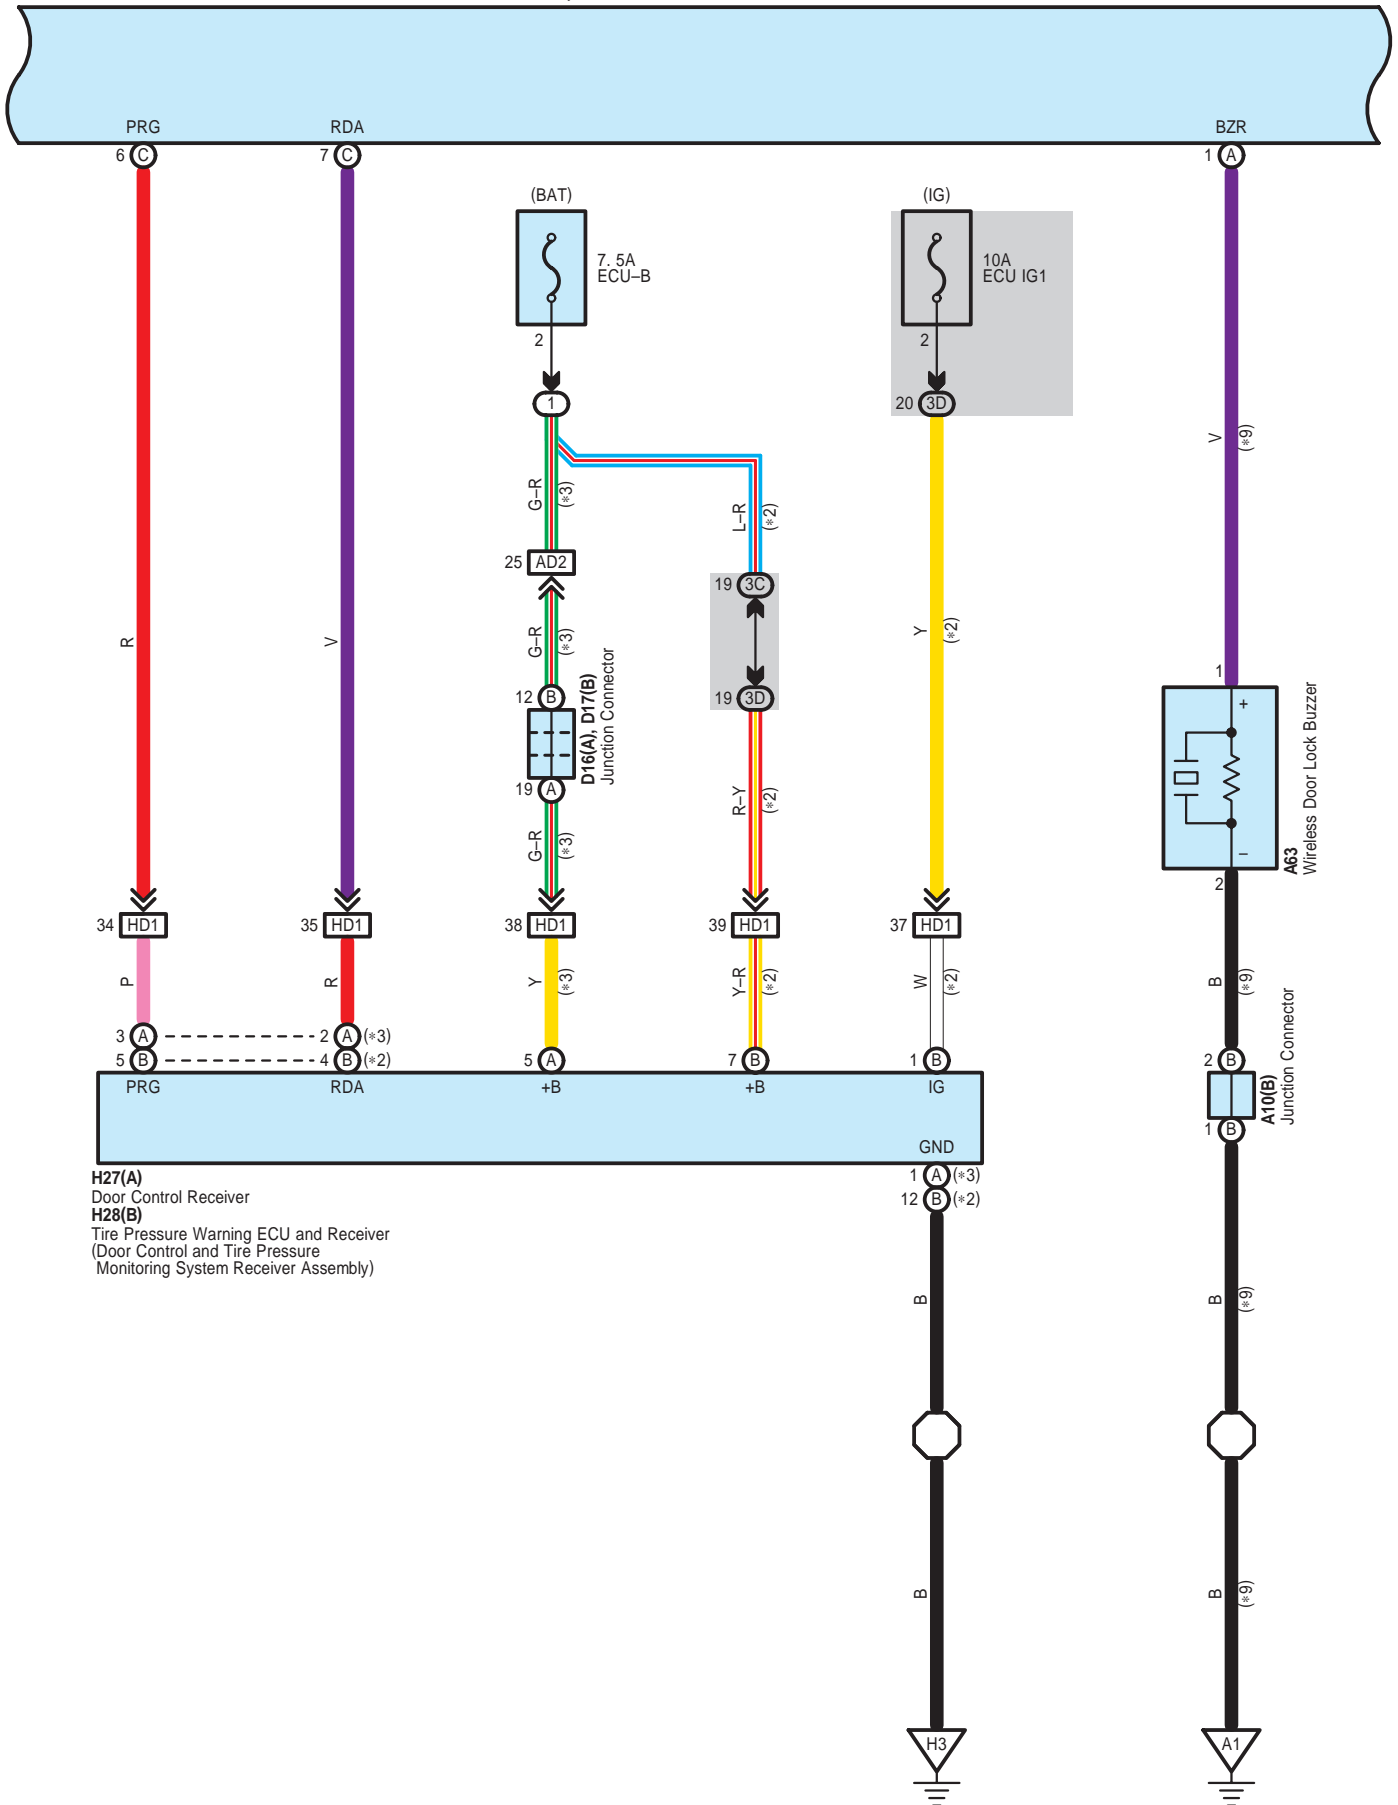 PRG
RDA
BZR
6 C
7 C
1 A
(BAT)
(IG)
7. 5A
ECU–B
10A
ECU IG1
2
2
1
20 3D
V
(*9)
G–R
(*3)
L–R
(*2)
25 AD2
19 3C
R
V
G–R
(*3)
Y
(*2)
12 B
19 3D
1
D16(A), D17(B)
Junction Connector
+
–
A63
Wireless Door Lock Buzzer
19 A
R–Y
(*2)
G–R
(*3)
2
34 HD1
35 HD1
38 HD1
39 HD1
37 HD1
P
R
Y
(*3)
Y–R
(*2)
W
(*2)
B
(*9)
3 A
2 A (*3)
5 B
4 B (*2)
5 A
7 B
1 B
2 B
A10(B)
Junction Connector
PRG
RDA
+B
+B
IG
1 B
GND
1 A (*3)
12 B (*2)
H27(A)
Door Control Receiver
H28(B)
Tire Pressure Warning ECU and Receiver
(Door Control and Tire Pressure
Monitoring System Receiver Assembly)
B
B
(*9)
B
B
(*9)
H3
A1